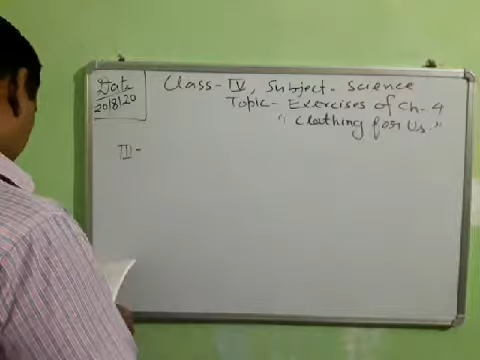 Date
20/8/20
Class- IV, Subject- Science
Topic- Exercises of Ch- 4
"Clothing for Us."
III-